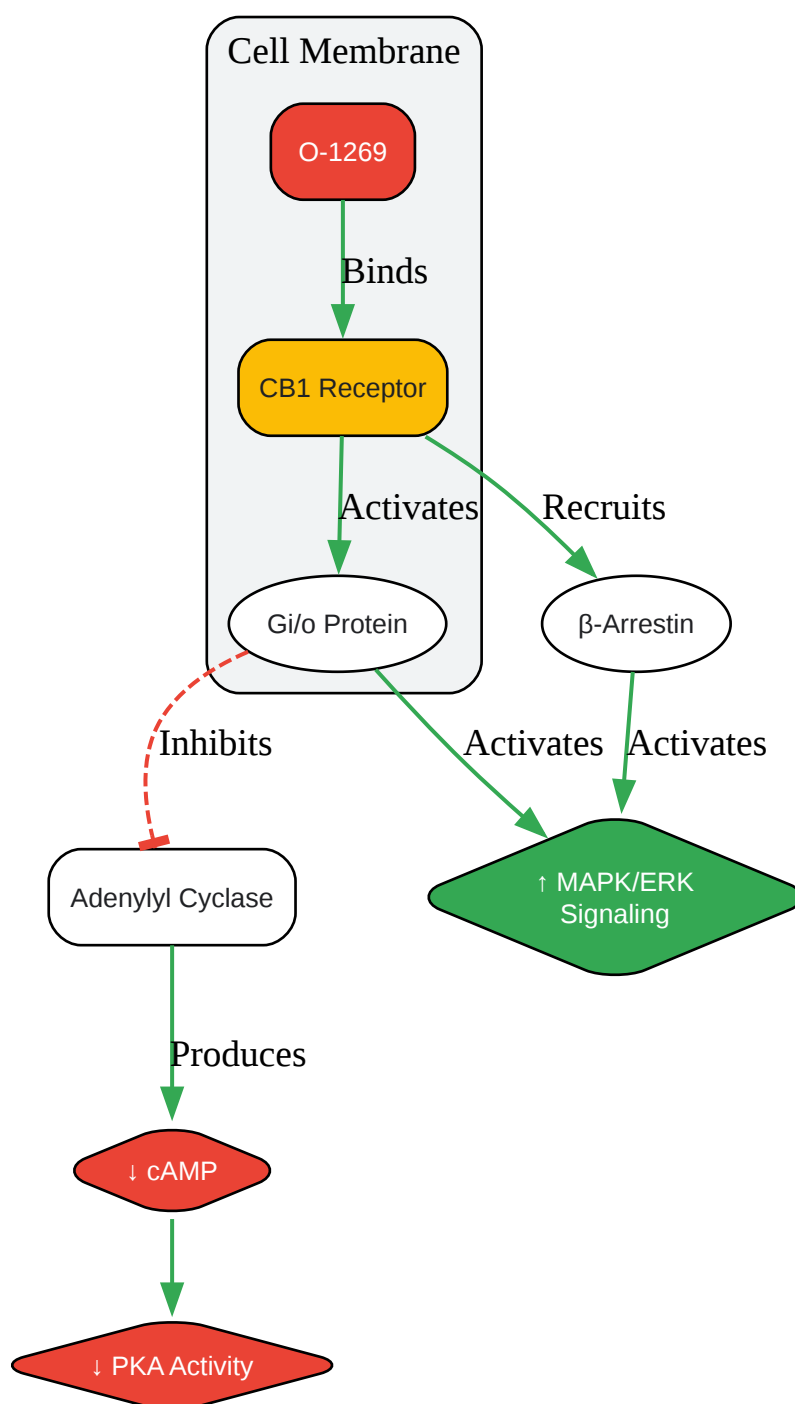 Cell Membrane
O-1269
Binds
CB1 Receptor
Activates
Recruits
Gi/o Protein
β-Arrestin
Inhibits
Activates
Activates
Adenylyl Cyclase
↑ MAPK/ERK
Signaling
Produces
↓ cAMP
↓ PKA Activity